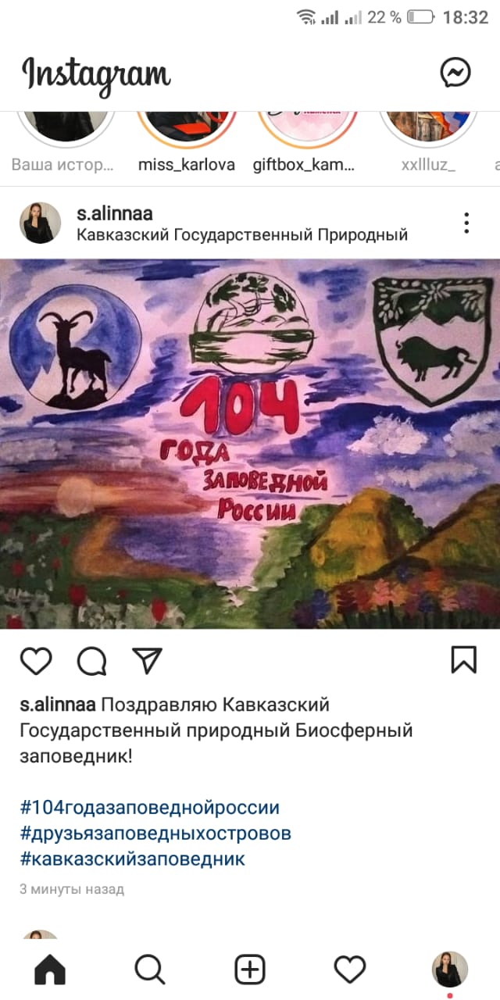 22 % 18:32
Instagram
Ваша истор...
miss_karlova
giftbox_kam...
xxllluz_
s.alinnaa
Кавказский Государственный Природный
104
ГОДА
ЗАПОВЕДНОЙ
РОССИИ
s.alinnaa Поздравляю Кавказский
Государственный природный Биосферный
заповедник!
#104годазаповеднойроссии
#друзьязаповедныхостровов
#кавказскийзаповедник
3 минуты назад